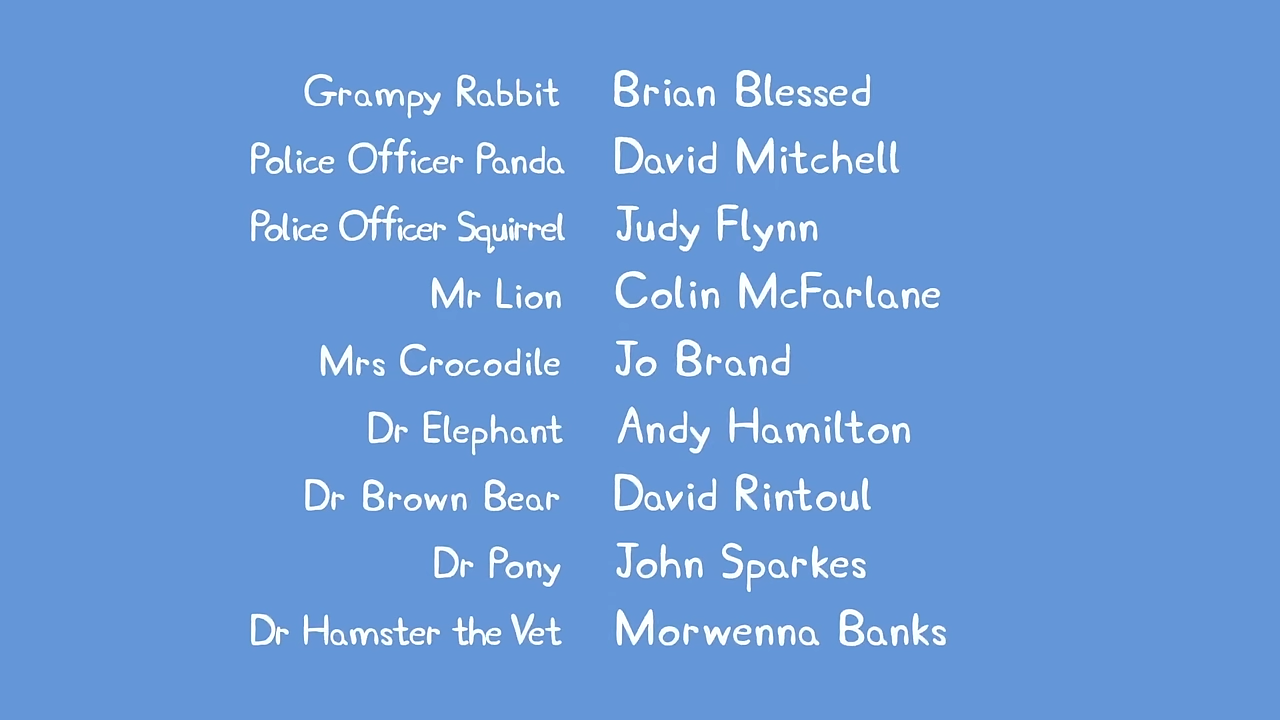 Grampy Rabbit Brian Blessed
Police Officer Panda David Mitchell
Police Officer Squirrel Judy Flynn
Mr Lion Colin McFarlane
Mrs Crocodile Jo Brand
Dr Elephant Andy Hamilton
Dr Brown Bear David Rintoul
Dr Pony John Sparkes
Dr Hamster the Vet Morwenna Banks